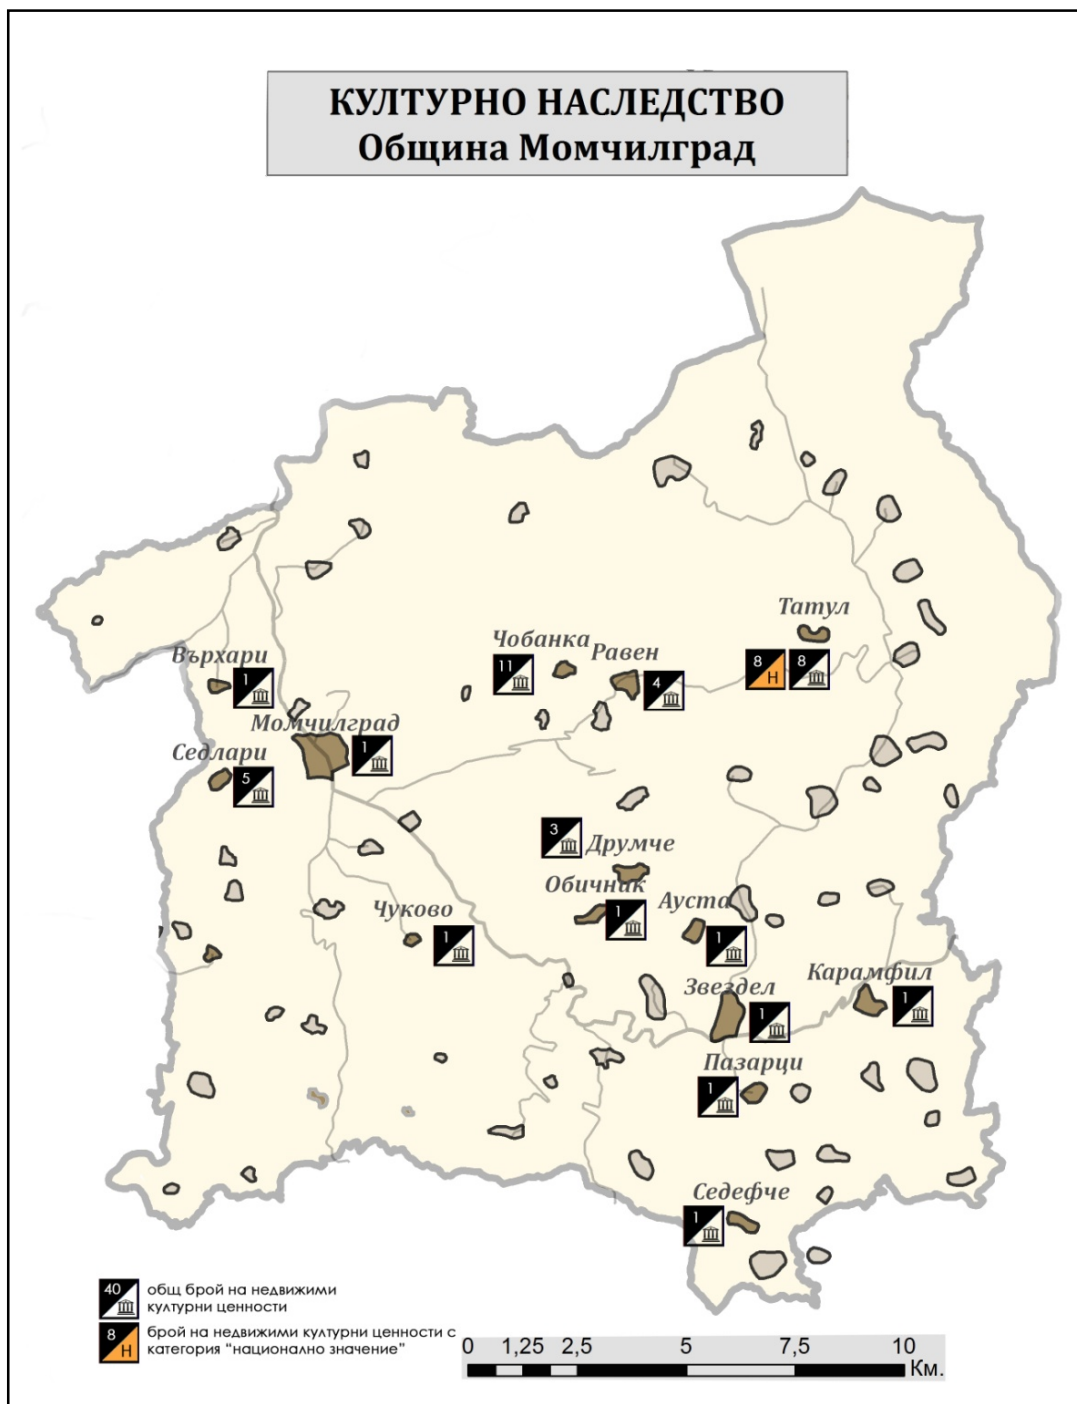 КУЛТУРНО НАСЛЕДСТВО
Община Момчилград
Татул
8 Н
8
Чобанка
11
Равен
4
Върхари
1
Момчилград
1
Седлари
5
3
Друмче
Обичник
1
Ауста
1
Чуково
1
Карамфил
1
Звездел
1
Пазарци
1
Седефче
1
40
общ брой на недвижими
културни ценности
8 Н
брой на недвижими културни ценности с
категория “национално значение”
0 1,25 2,5 5 7,5 10
Км.